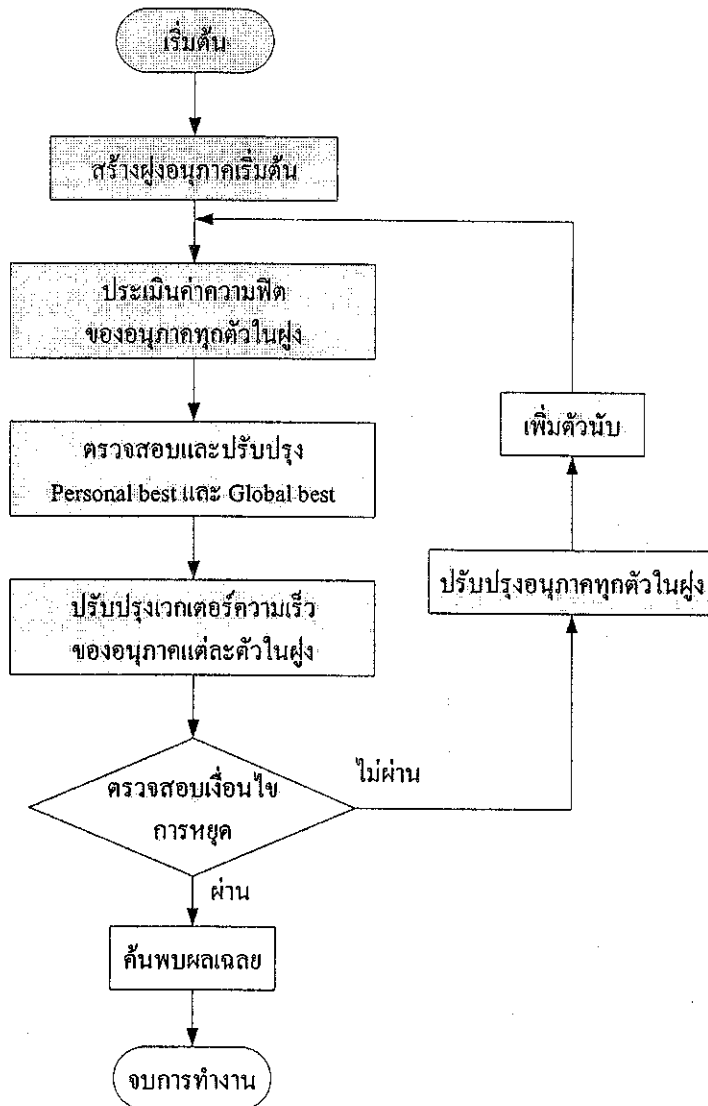 เริ่มต้น
สร้างฝูงอนุภาคเริ่มต้น
ประเมินค่าความฟิต
ของอนุภาคทุกตัวในฝูง
ตรวจสอบและปรับปรุง
Personal best และ Global best
ปรับปรุงเวกเตอร์ความเร็ว
ของอนุภาคแต่ละตัวในฝูง
ตรวจสอบเงื่อนไข
การหยุด
ไม่ผ่าน
ปรับปรุงอนุภาคทุกตัวในฝูง
เพิ่มตัวนับ
ผ่าน
ค้นพบผลเฉลย
จบการทำงาน